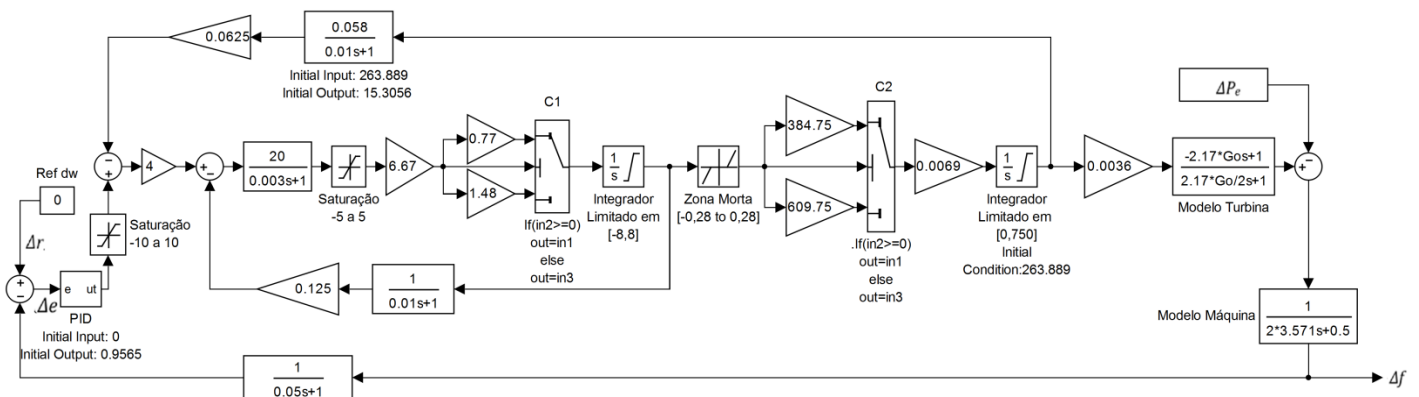 0.0625
0.058
0.01s+1
Initial Input: 263.889
Initial Output: 15.3056
C1
C2
ΔPₑ
4
20
0.003s+1
Saturação
-5 a 5
6.67
0.77
1.48
If(in2>=0)
out=in1
else
out=in3
1
s
Integrador
Limitado em
[-8,8]
Zona Morta
[-0,28 to 0,28]
384.75
609.75
.If(in2>=0)
out=in1
else
out=in3
0.0069
1
s
Integrador
Limitado em
[0,750]
Initial
Condition:263.889
0.0036
-2.17*Gos+1
2.17*Go/2s+1
Modelo Turbina
Ref dw
0
Saturação
-10 a 10
Δr.
.Δe
e ut
PID
Initial Input: 0
Initial Output: 0.9565
0.125
1
0.01s+1
Modelo Máquina
1
2*3.571s+0.5
1
0.05s+1
Δf